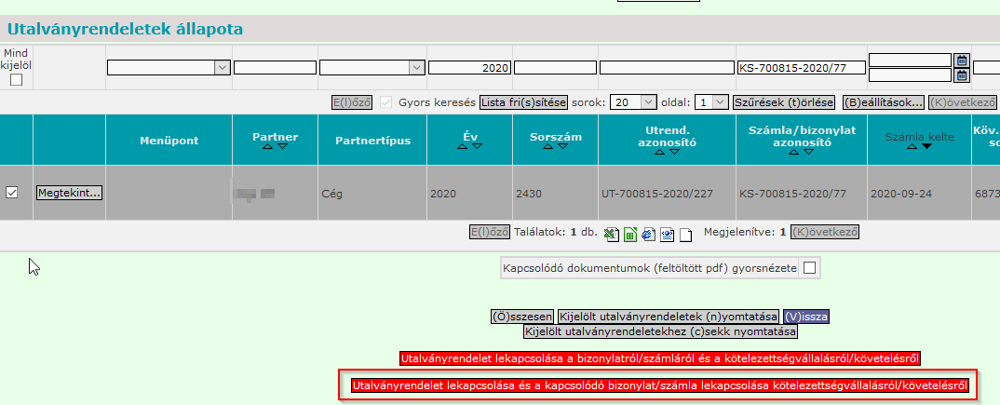 Utalványrendeletek állapota
Mind
kijelöl
2020
KS-700815-2020/77
E(l)őző Gyors keresés Lista fri(s)sítése sorok: 20 oldal: 1 Szűrések (t)örlése (B)eállítások... (K)övetkező
Menüpont Partner Partnertípus Év Sorszám Utrend. azonosító Számla/bizonylat azonosító Számla kelte Köv.
Megtekint... Cég 2020 2430 UT-700815-2020/227 KS-700815-2020/77 2020-09-24 6873
E(l)őző Találatok: 1 db. Megjelenítve: 1 (K)övetkező
Kapcsolódó dokumentumok (feltöltött pdf) gyorsnézete
(Ö)sszesen Kijelölt utalványrendeletek (n)yomtatása (V)issza
Kijelölt utalványrendeletekhez (c)sekk nyomtatása
Utalványrendelet lekapcsolása a bizonylatról/számláról és a kötelezettségvállalásról/követelésről
Utalványrendelet lekapcsolása és a kapcsolódó bizonylat/számla lekapcsolása kötelezettségvállalásról/követelésről